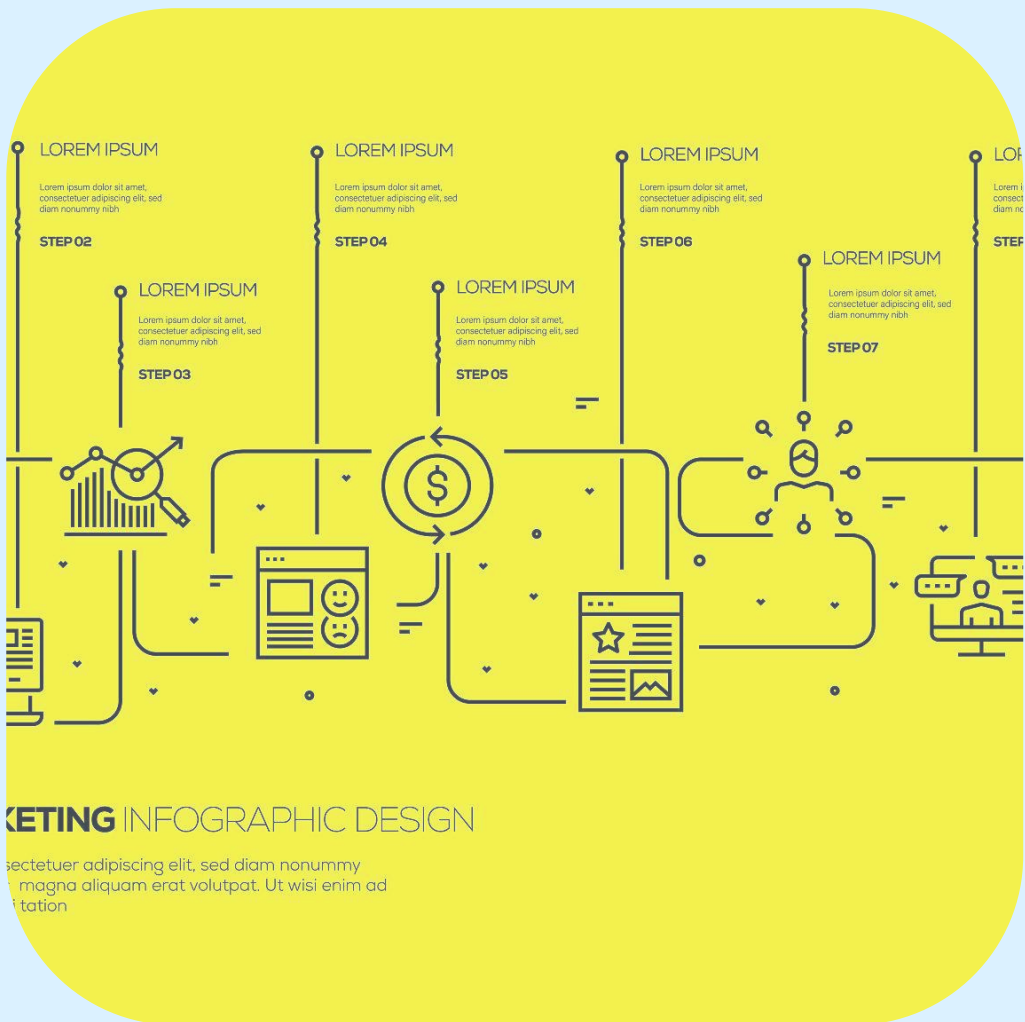 LOREM IPSUM
Lorem ipsum dolor sit amet,
consectetuer adipiscing elit, sed
diam nonummy nibh
STEP 02
LOREM IPSUM
Lorem ipsum dolor sit amet,
consectetuer adipiscing elit, sed
diam nonummy nibh
STEP 03
LOREM IPSUM
Lorem ipsum dolor sit amet,
consectetuer adipiscing elit, sed
diam nonummy nibh
STEP 04
LOREM IPSUM
Lorem ipsum dolor sit amet,
consectetuer adipiscing elit, sed
diam nonummy nibh
STEP 05
LOREM IPSUM
Lorem ipsum dolor sit amet,
consectetuer adipiscing elit, sed
diam nonummy nibh
STEP 06
LOREM IPSUM
Lorem ipsum dolor sit amet,
consectetuer adipiscing elit, sed
diam nonummy nibh
STEP 07
LOR
Lorem
consect
diam no
STEP
$
KETING INFOGRAPHIC DESIGN
sectetuer adipiscing elit, sed diam nonummy
magna aliquam erat volutpat. Ut wisi enim ad
tation